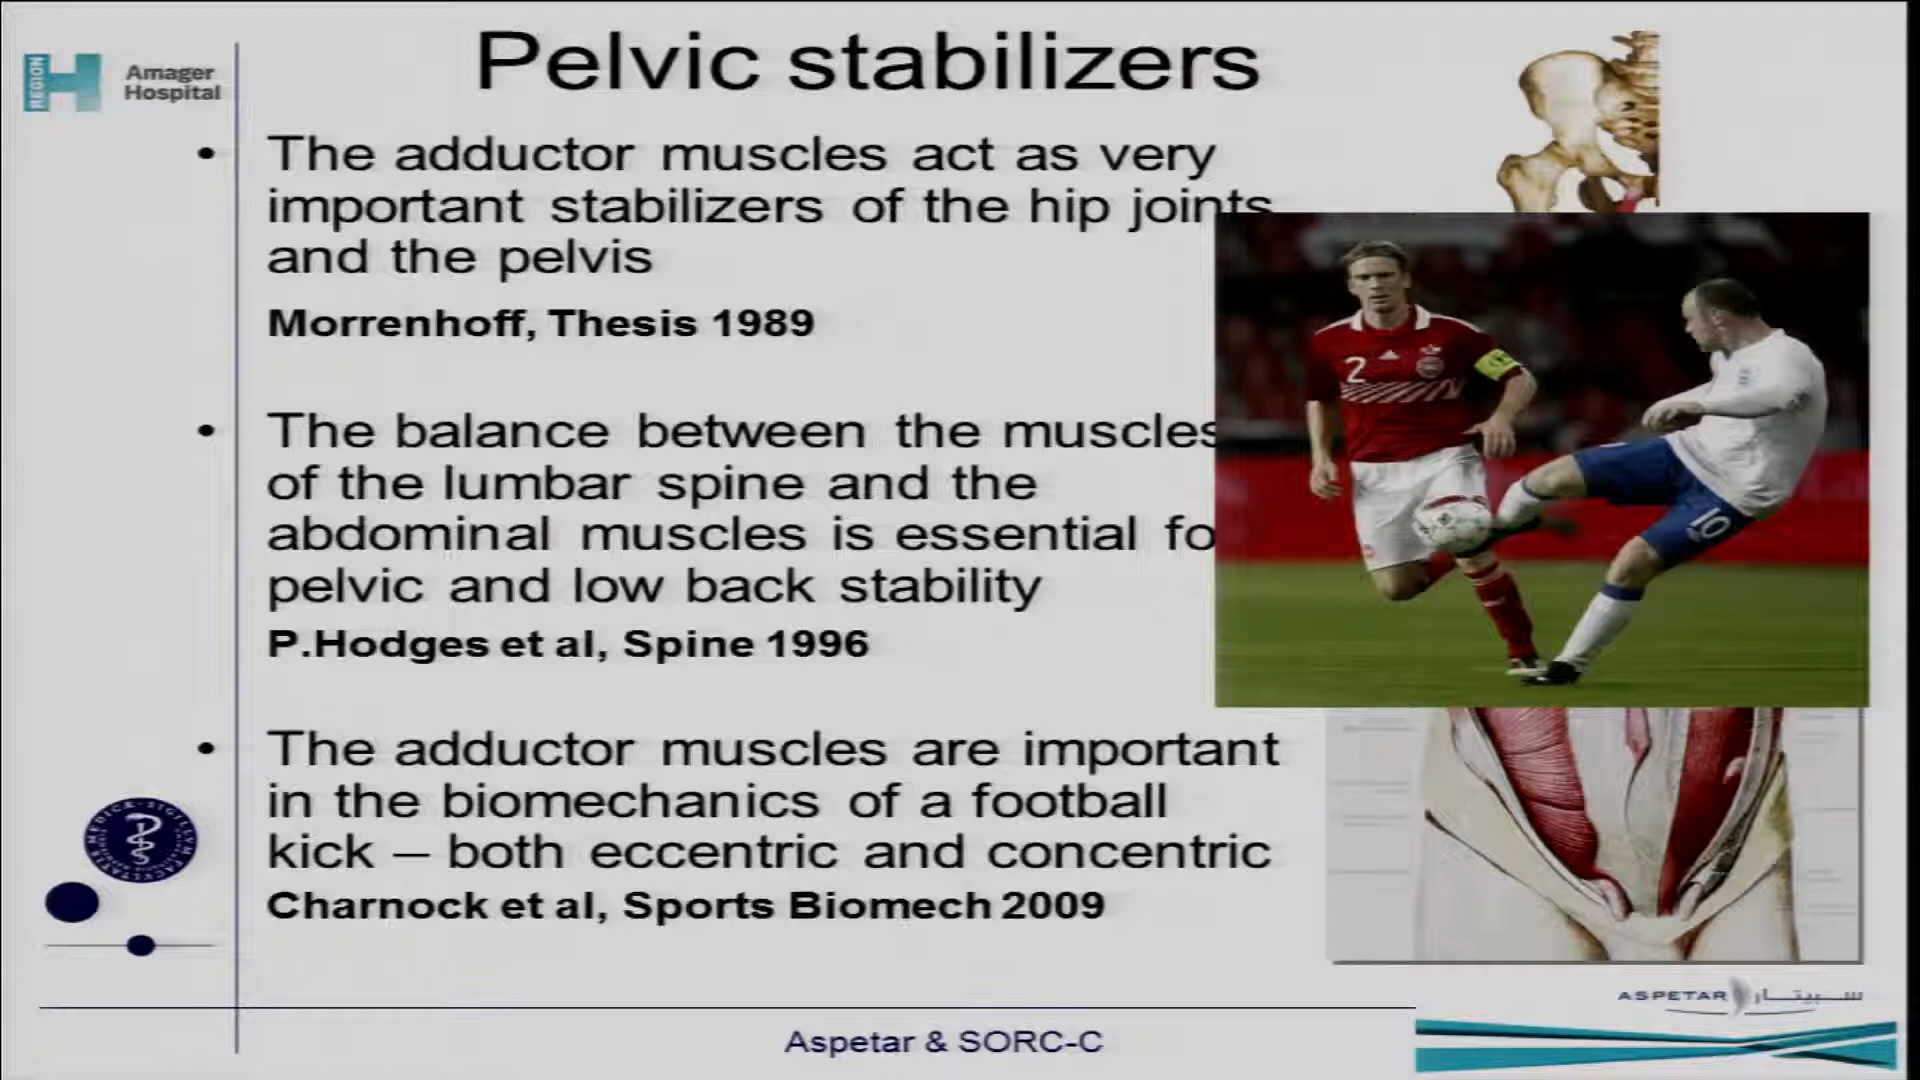 Pelvic stabilizers
REGION
H
Amager
Hospital
• The adductor muscles act as very
important stabilizers of the hip joints
and the pelvis
Morrenhoff, Thesis 1989
• The balance between the muscles
of the lumbar spine and the
abdominal muscles is essential fo
pelvic and low back stability
P.Hodges et al, Spine 1996
• The adductor muscles are important
in the biomechanics of a football
kick – both eccentric and concentric
Charnock et al, Sports Biomech 2009
2
10
ASPETAR سبيتار
Aspetar & SORC-C